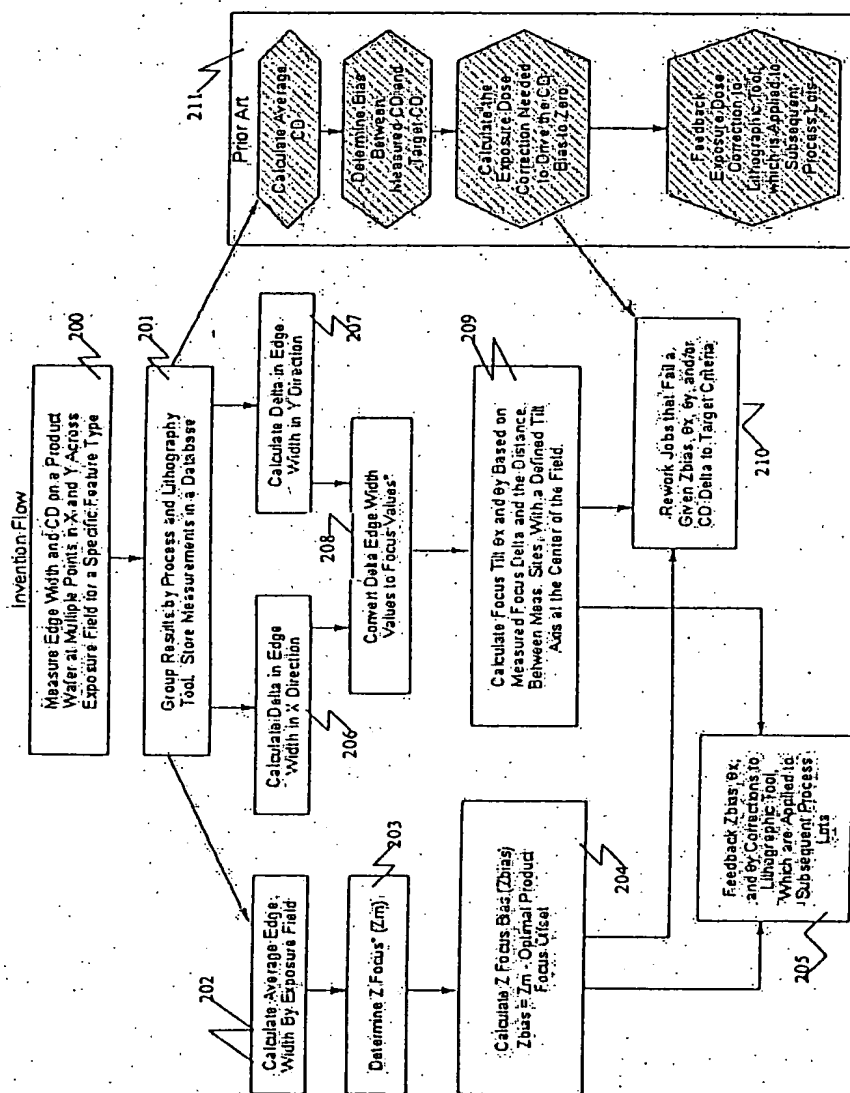 Invention Flow
Measure Edge Width and CD on a Product
Wafer at Multiple Points in X and Y Across
Exposure Field for a Specific Feature Type
200
Group Results by Process and Lithography
Tool, Store Measurements in a Database
201
202
Calculate Average Edge
Width By Exposure Field
Determine Z Focus* (Zm)
203
Calculate Z Focus Bias (Zbias)
Zbias = Zm - Optimal Product
Focus Offset
204
Feedback Zbias, θx,
and θy Corrections to
Lithographic Tool,
Which are Applied to
Subsequent Process
Lots
205
Calculate Delta in Edge
Width in X Direction
206
Calculate Delta in Edge
Width in Y Direction
207
208
Convert Delta Edge Width
Values to Focus Values*
209
Calculate Focus Tilt θx and θy Based on
Measured Focus Delta and the Distance
Between Meas. Sites, With a Defined Tilt
Axis at the Center of the Field.
Rework Jobs that Fail a
Given Zbias, θx, θy, and/or
CD Delta to Target Criteria
210
211
Prior Art
Calculate Average
CD
Determine Bias
Between
Measured CD and
Target CD
Calculate the
Exposure Dose
Correction Needed
to Drive the CD
Bias to Zero
Feedback
Exposure Dose
Correction to
Lithographic Tool,
which is Applied to
Subsequent
Process Lots